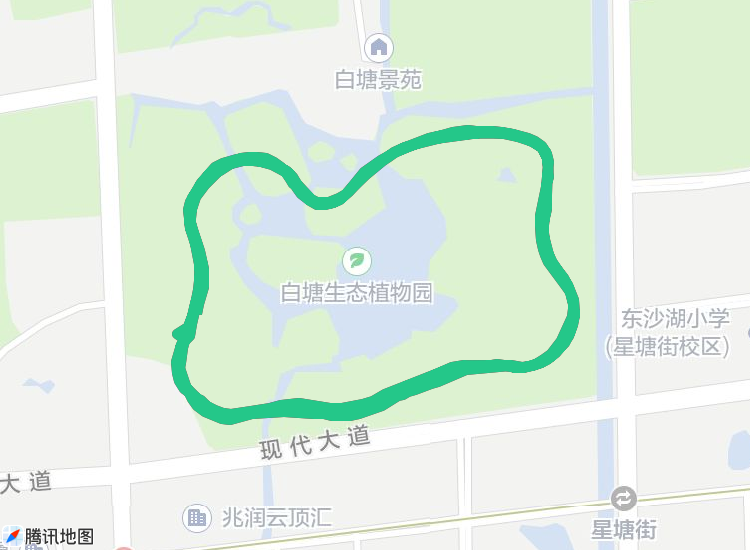 白塘景苑
白塘生态植物园
东沙湖小学
(星塘街校区)
现代大道
大道
兆润云顶汇
星塘街
腾讯地图